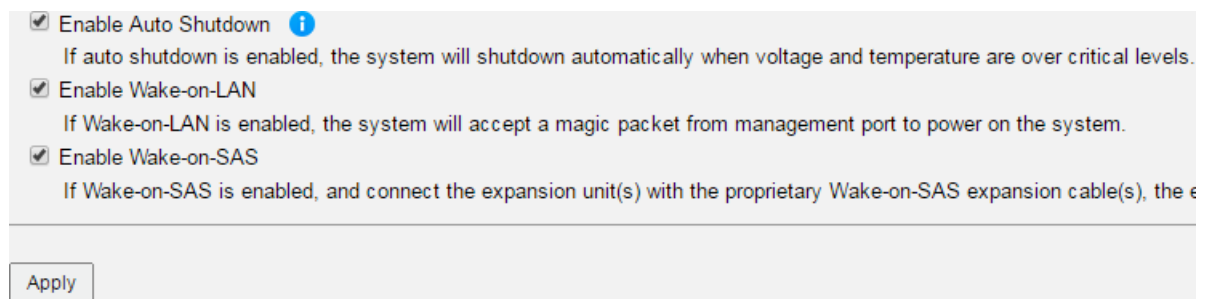 Enable Auto Shutdown
If auto shutdown is enabled, the system will shutdown automatically when voltage and temperature are over critical levels.
Enable Wake-on-LAN
If Wake-on-LAN is enabled, the system will accept a magic packet from management port to power on the system.
Enable Wake-on-SAS
If Wake-on-SAS is enabled, and connect the expansion unit(s) with the proprietary Wake-on-SAS expansion cable(s), the
Apply